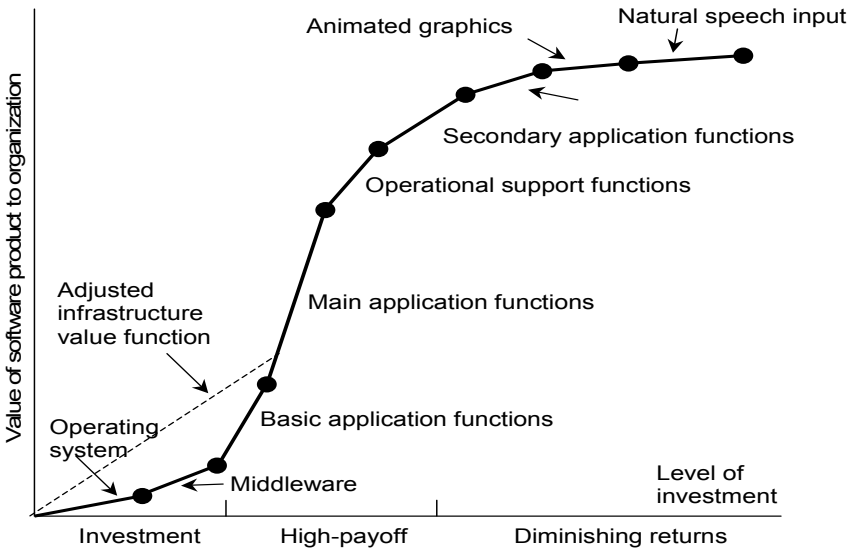 Natural speech input
Animated graphics
Secondary application functions
Operational support functions
Value of software product to organization
Adjusted
infrastructure
value function
Main application functions
Basic application functions
Operating
system
Middleware
Level of
investment
Investment
High-payoff
Diminishing returns